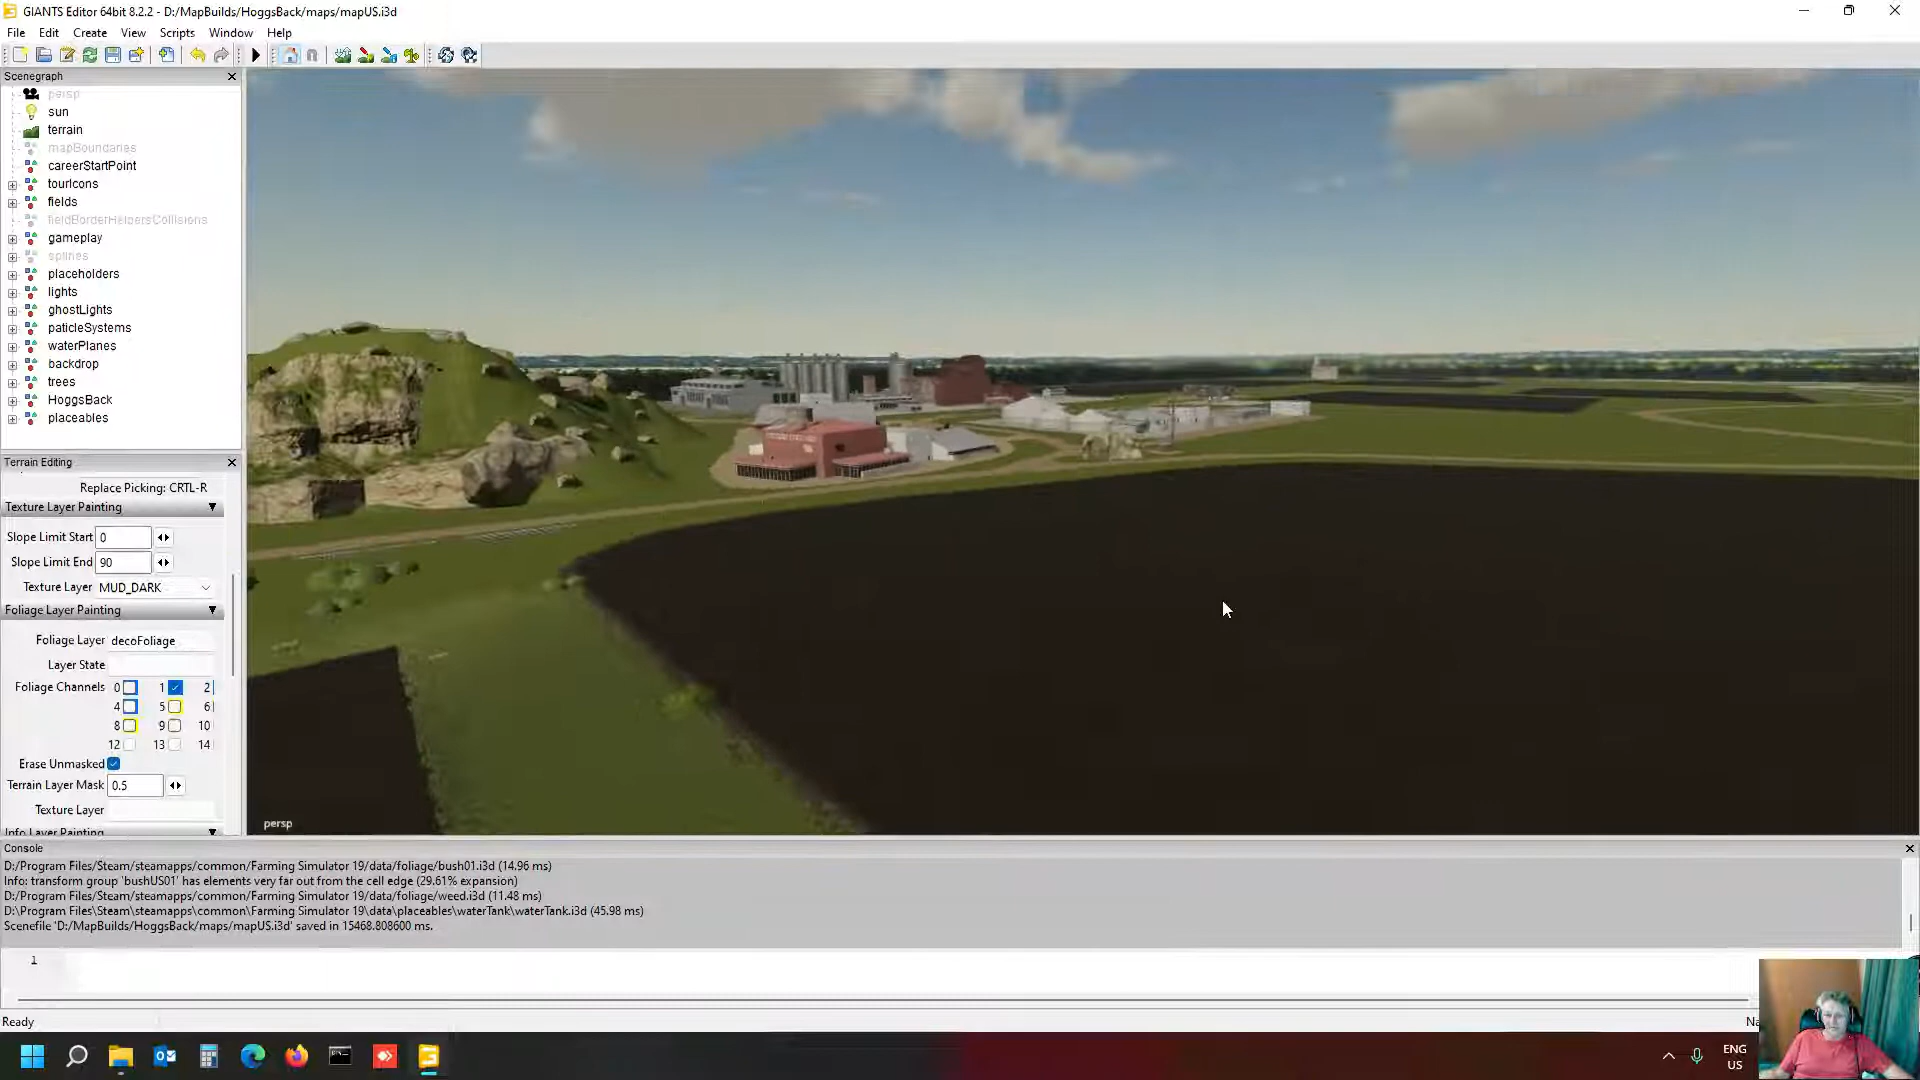 GIANTS Editor 64bit 8.2.2 - D:/MapBuilds/HoggsBack/maps/mapUS.i3d
File Edit Create View Scripts Window Help
Scenegraph
persp
sun
terrain
mapBoundaries
careerStartPoint
tourIcons
fields
fieldBorderHelpersCollisions
gameplay
splines
placeholders
lights
ghostLights
paticleSystems
waterPlanes
backdrop
trees
HoggsBack
placeables
Terrain Editing
Replace Picking: CRTL-R
Texture Layer Painting
Slope Limit Start 0
Slope Limit End 90
Texture Layer MUD_DARK
Foliage Layer Painting
Foliage Layer decoFoliage
Layer State
Foliage Channels 0 1 2
4 5 6
8 9 10
12 13 14
Erase Unmasked
Terrain Layer Mask 0.5
Texture Layer
Info Layer Painting
persp
Console
D:/Program Files/Steam/steamapps/common/Farming Simulator 19/data/foliage/bush01.i3d (14.96 ms)
Info: transform group 'bushUS01' has elements very far out from the cell edge (29.61% expansion)
D:/Program Files/Steam/steamapps/common/Farming Simulator 19/data/foliage/weed.i3d (11.48 ms)
D:\Program Files\Steam\steamapps\common\Farming Simulator 19\data\placeables\waterTank\waterTank.i3d (45.98 ms)
Scenefile 'D:/MapBuilds/HoggsBack/maps/mapUS.i3d' saved in 15468.808600 ms.
1
Ready
ENG
US